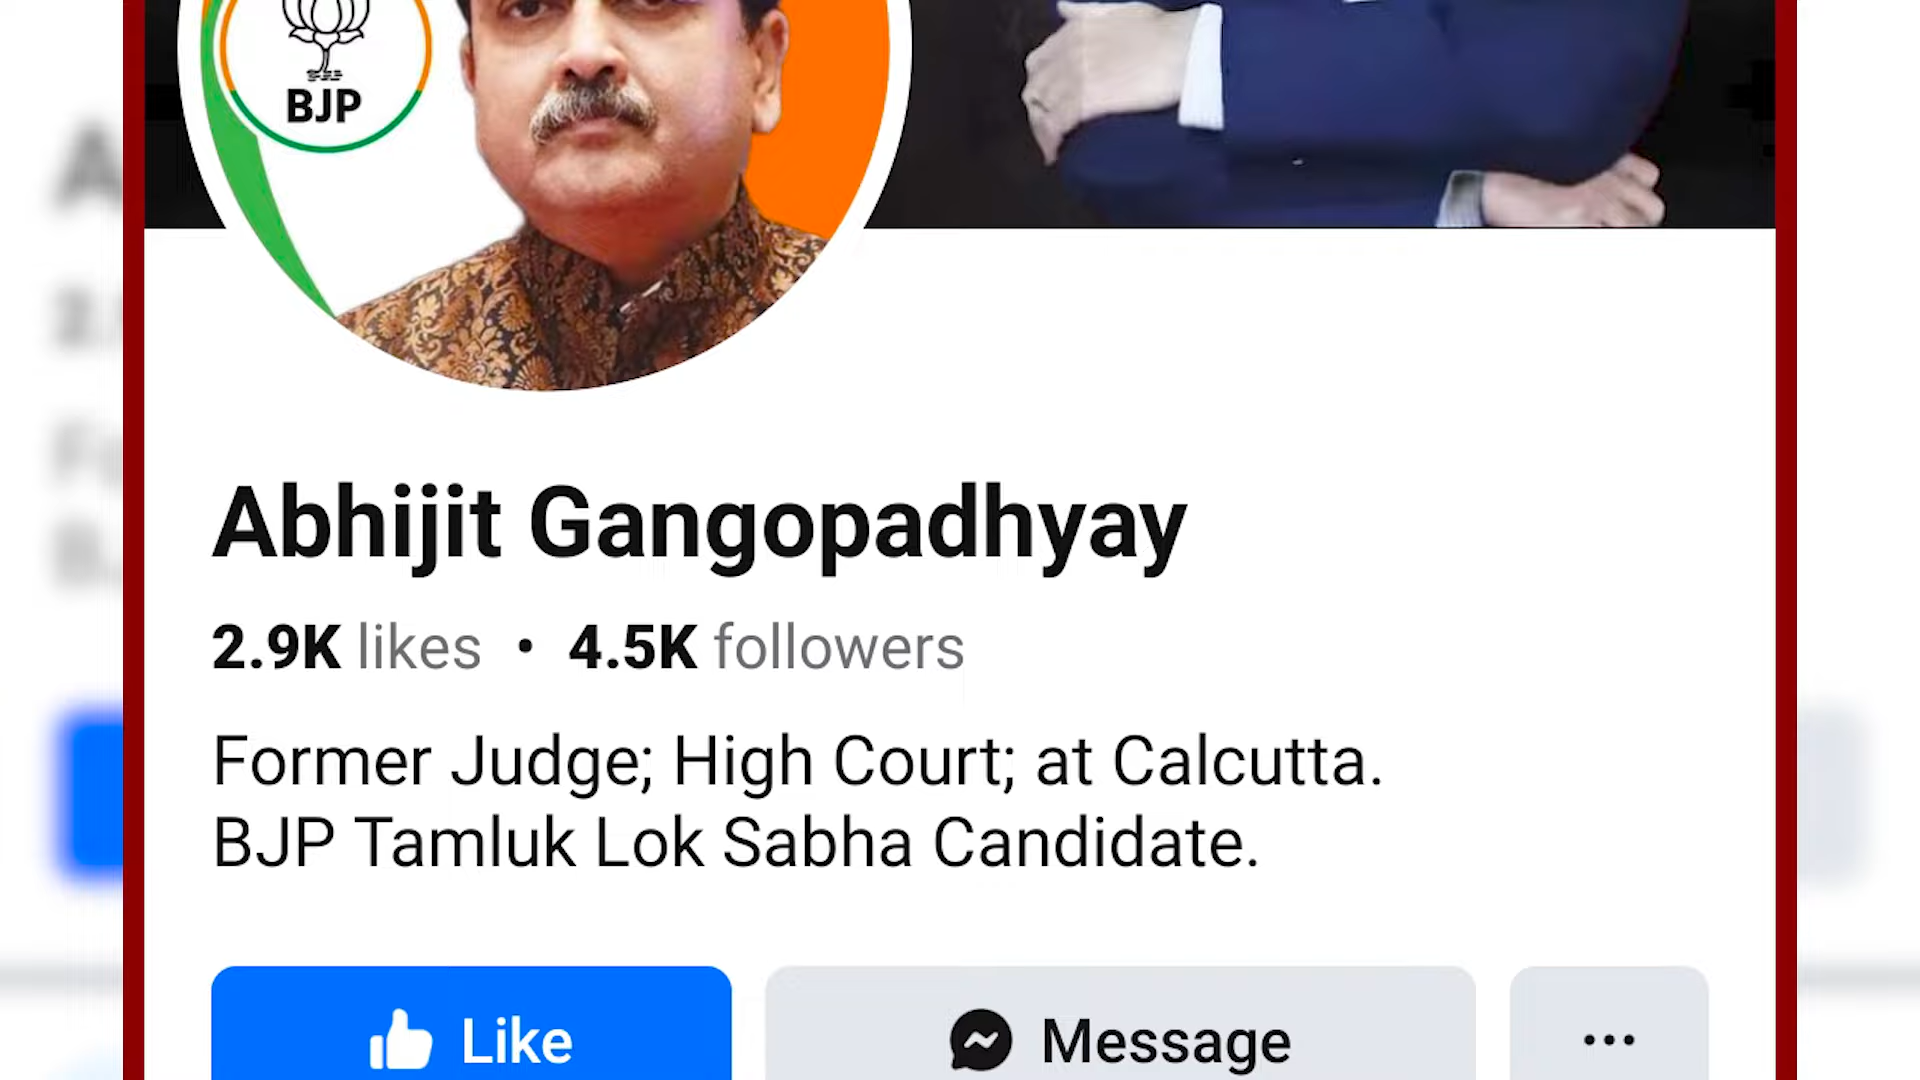 BJP
Abhijit Gangopadhyay
2.9K likes • 4.5K followers
Former Judge; High Court; at Calcutta.
BJP Tamluk Lok Sabha Candidate.
Like
Message